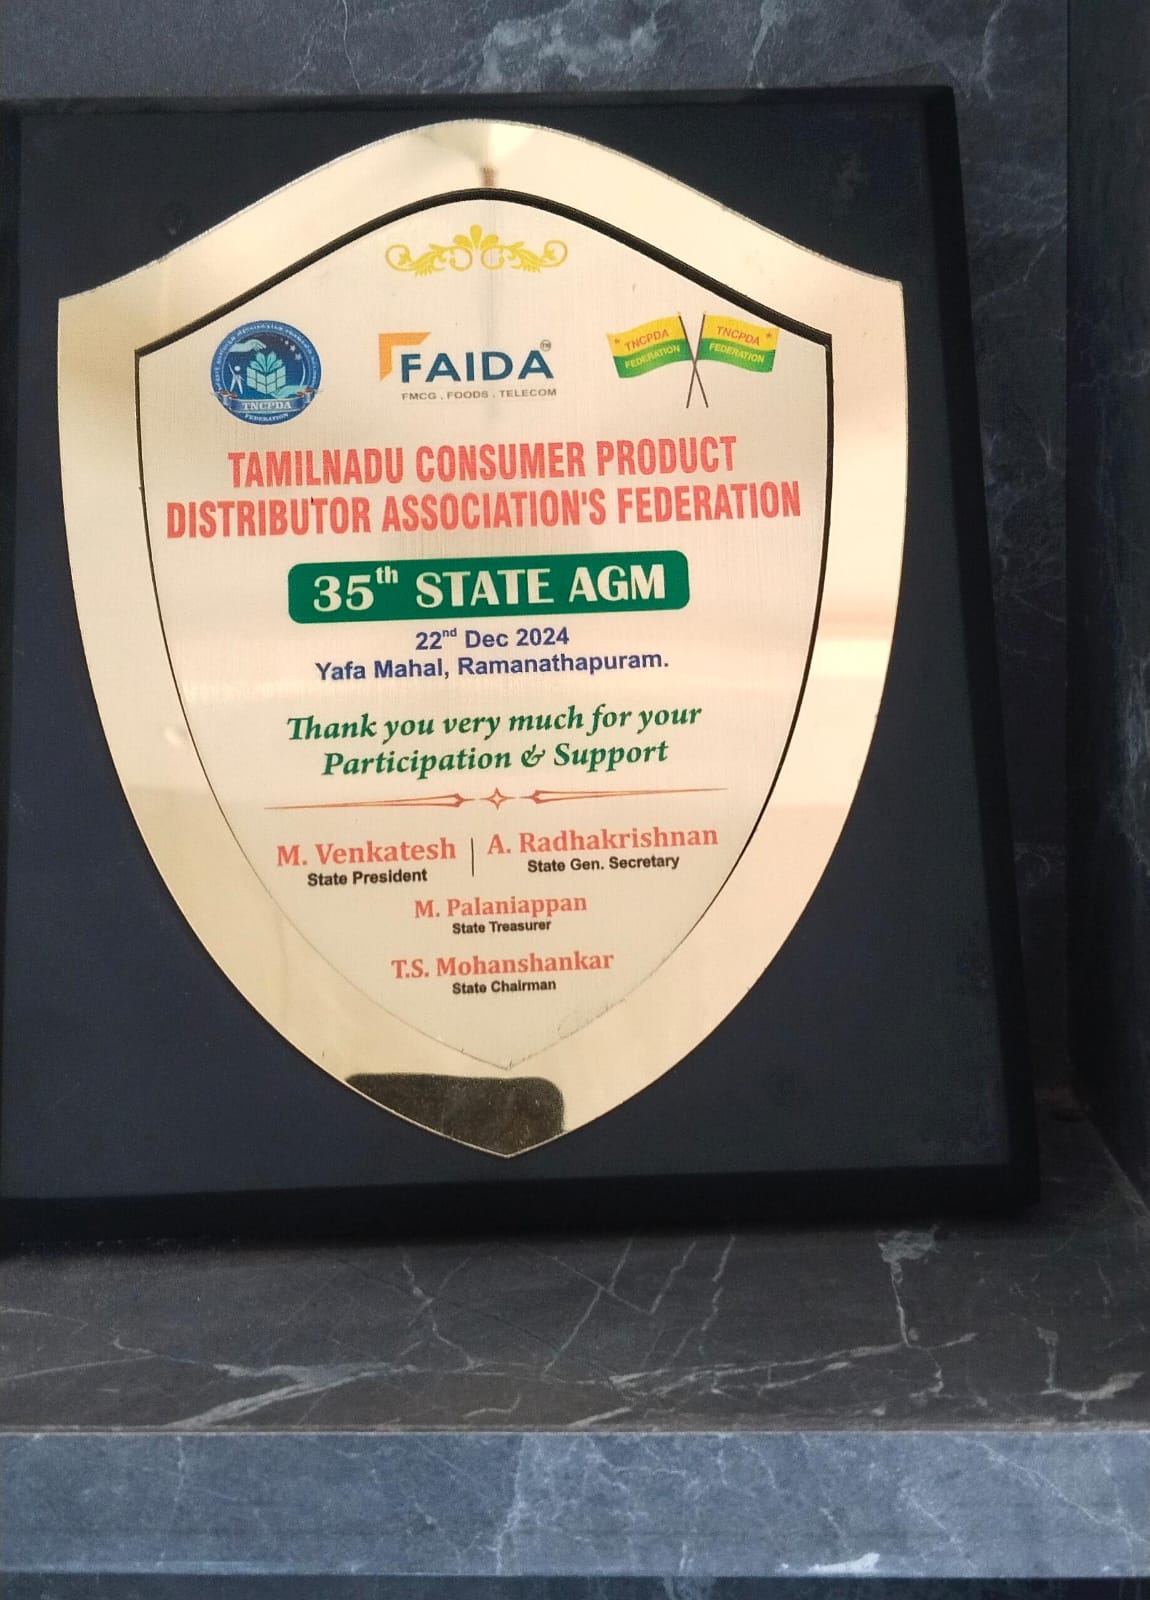 TNCPDA
FEDERATION
FAIDA
TM
FMCG . FOODS . TELECOM
TNCPDA
FEDERATION
TNCPDA
FEDERATION
TAMILNADU CONSUMER PRODUCT
DISTRIBUTOR ASSOCIATION'S FEDERATION
35th STATE AGM
22nd Dec 2024
Yafa Mahal, Ramanathapuram.
Thank you very much for your
Participation & Support
M. Venkatesh | A. Radhakrishnan
State President State Gen. Secretary
M. Palaniappan
State Treasurer
T.S. Mohanshankar
State Chairman